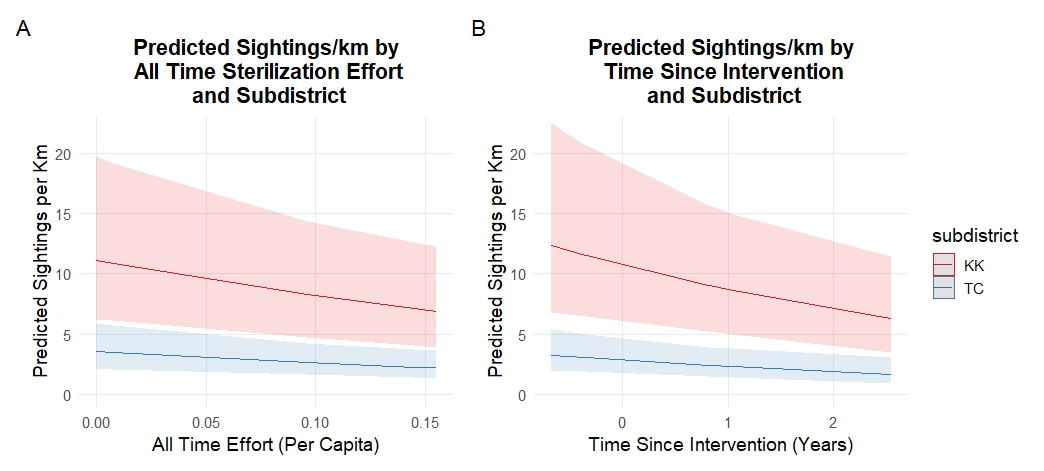 A
Predicted Sightings/km by
All Time Sterilization Effort
and Subdistrict
Predicted Sightings per Km
20
15
10
5
0
0.00 0.05 0.10 0.15
All Time Effort (Per Capita)
B
Predicted Sightings/km by
Time Since Intervention
and Subdistrict
Predicted Sightings per Km
20
15
10
5
0
0 1 2
Time Since Intervention (Years)
subdistrict
KK
TC